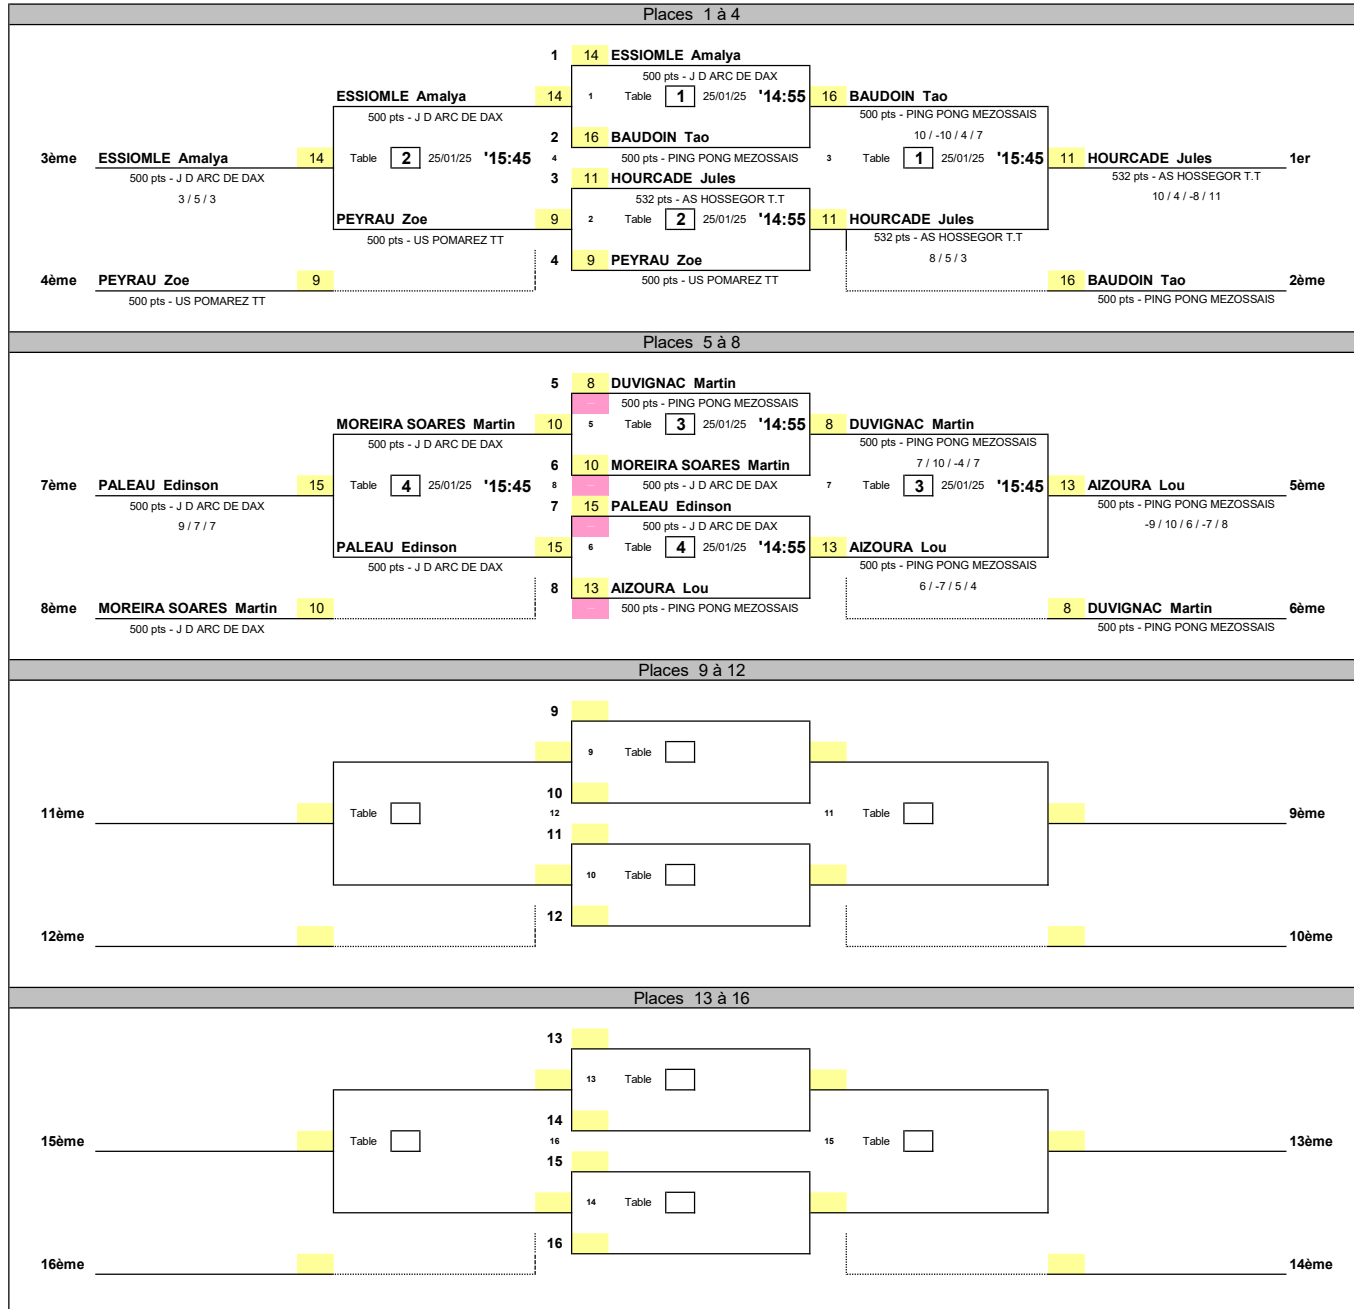 Places 1 à 4
1 14 ESSIOMLE Amalya
500 pts - J D ARC DE DAX
ESSIOMLE Amalya 14 1 Table 1 25/01/25 '14:55 16 BAUDOIN Tao
500 pts - J D ARC DE DAX 500 pts - PING PONG MEZOSSAIS
2 16 BAUDOIN Tao 10 / -10 / 4 / 7
3ème ESSIOMLE Amalya 14 Table 2 25/01/25 '15:45 4 500 pts - PING PONG MEZOSSAIS 3 Table 1 25/01/25 '15:45 11 HOURCADE Jules 1er
500 pts - J D ARC DE DAX 3 11 HOURCADE Jules 532 pts - AS HOSSEGOR T.T
3 / 5 / 3 532 pts - AS HOSSEGOR T.T 10 / 4 / -8 / 11
PEYRAU Zoe 9 2 Table 2 25/01/25 '14:55 11 HOURCADE Jules
500 pts - US POMAREZ TT 532 pts - AS HOSSEGOR T.T
4 9 PEYRAU Zoe 8 / 5 / 3
4ème PEYRAU Zoe 9 500 pts - US POMAREZ TT 16 BAUDOIN Tao 2ème
500 pts - US POMAREZ TT 500 pts - PING PONG MEZOSSAIS
Places 5 à 8
5 8 DUVIGNAC Martin
500 pts - PING PONG MEZOSSAIS
MOREIRA SOARES Martin 10 5 Table 3 25/01/25 '14:55 8 DUVIGNAC Martin
500 pts - J D ARC DE DAX 500 pts - PING PONG MEZOSSAIS
6 10 MOREIRA SOARES Martin 7 / 10 / -4 / 7
7ème PALEAU Edinson 15 Table 4 25/01/25 '15:45 8 500 pts - J D ARC DE DAX 7 Table 3 25/01/25 '15:45 13 AIZOURA Lou 5ème
500 pts - J D ARC DE DAX 7 15 PALEAU Edinson 500 pts - PING PONG MEZOSSAIS
9 / 7 / 7 500 pts - J D ARC DE DAX -9 / 10 / 6 / -7 / 8
PALEAU Edinson 15 6 Table 4 25/01/25 '14:55 13 AIZOURA Lou
500 pts - J D ARC DE DAX 500 pts - PING PONG MEZOSSAIS
8 13 AIZOURA Lou 6 / -7 / 5 / 4
8ème MOREIRA SOARES Martin 10 500 pts - PING PONG MEZOSSAIS 8 DUVIGNAC Martin 6ème
500 pts - J D ARC DE DAX 500 pts - PING PONG MEZOSSAIS
Places 9 à 12
9
9 Table
10
11ème Table 12 11 Table 9ème
11
10 Table
12
12ème 10ème
Places 13 à 16
13
13 Table
14
15ème Table 16 15 Table 13ème
15
14 Table
16
16ème 14ème